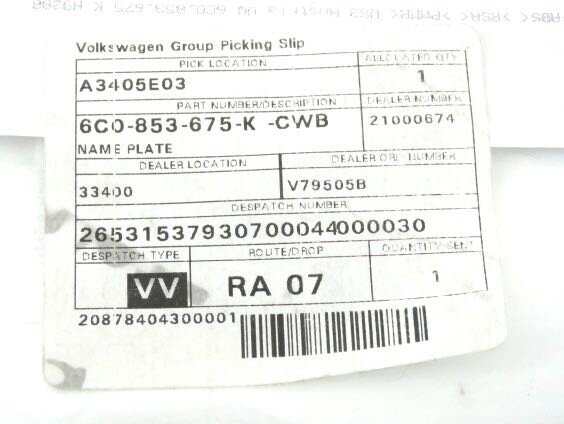 Volkswagen Group Picking Slip
PICK LOCATION
ALLOCATED QTY
A3405E03
1
PART NUMBER/DESCRIPTION
DEALER NUMBER
6C0-853-675-K -CWB
21000674
NAME PLATE
DEALER LOCATION
DEALER ORD NUMBER
33400
V79505B
DESPATCH NUMBER
26531537930700044000030
DESPATCH TYPE
ROUTE/DROP
QUANTITY SENT
VV
RA 07
1
20878404300001